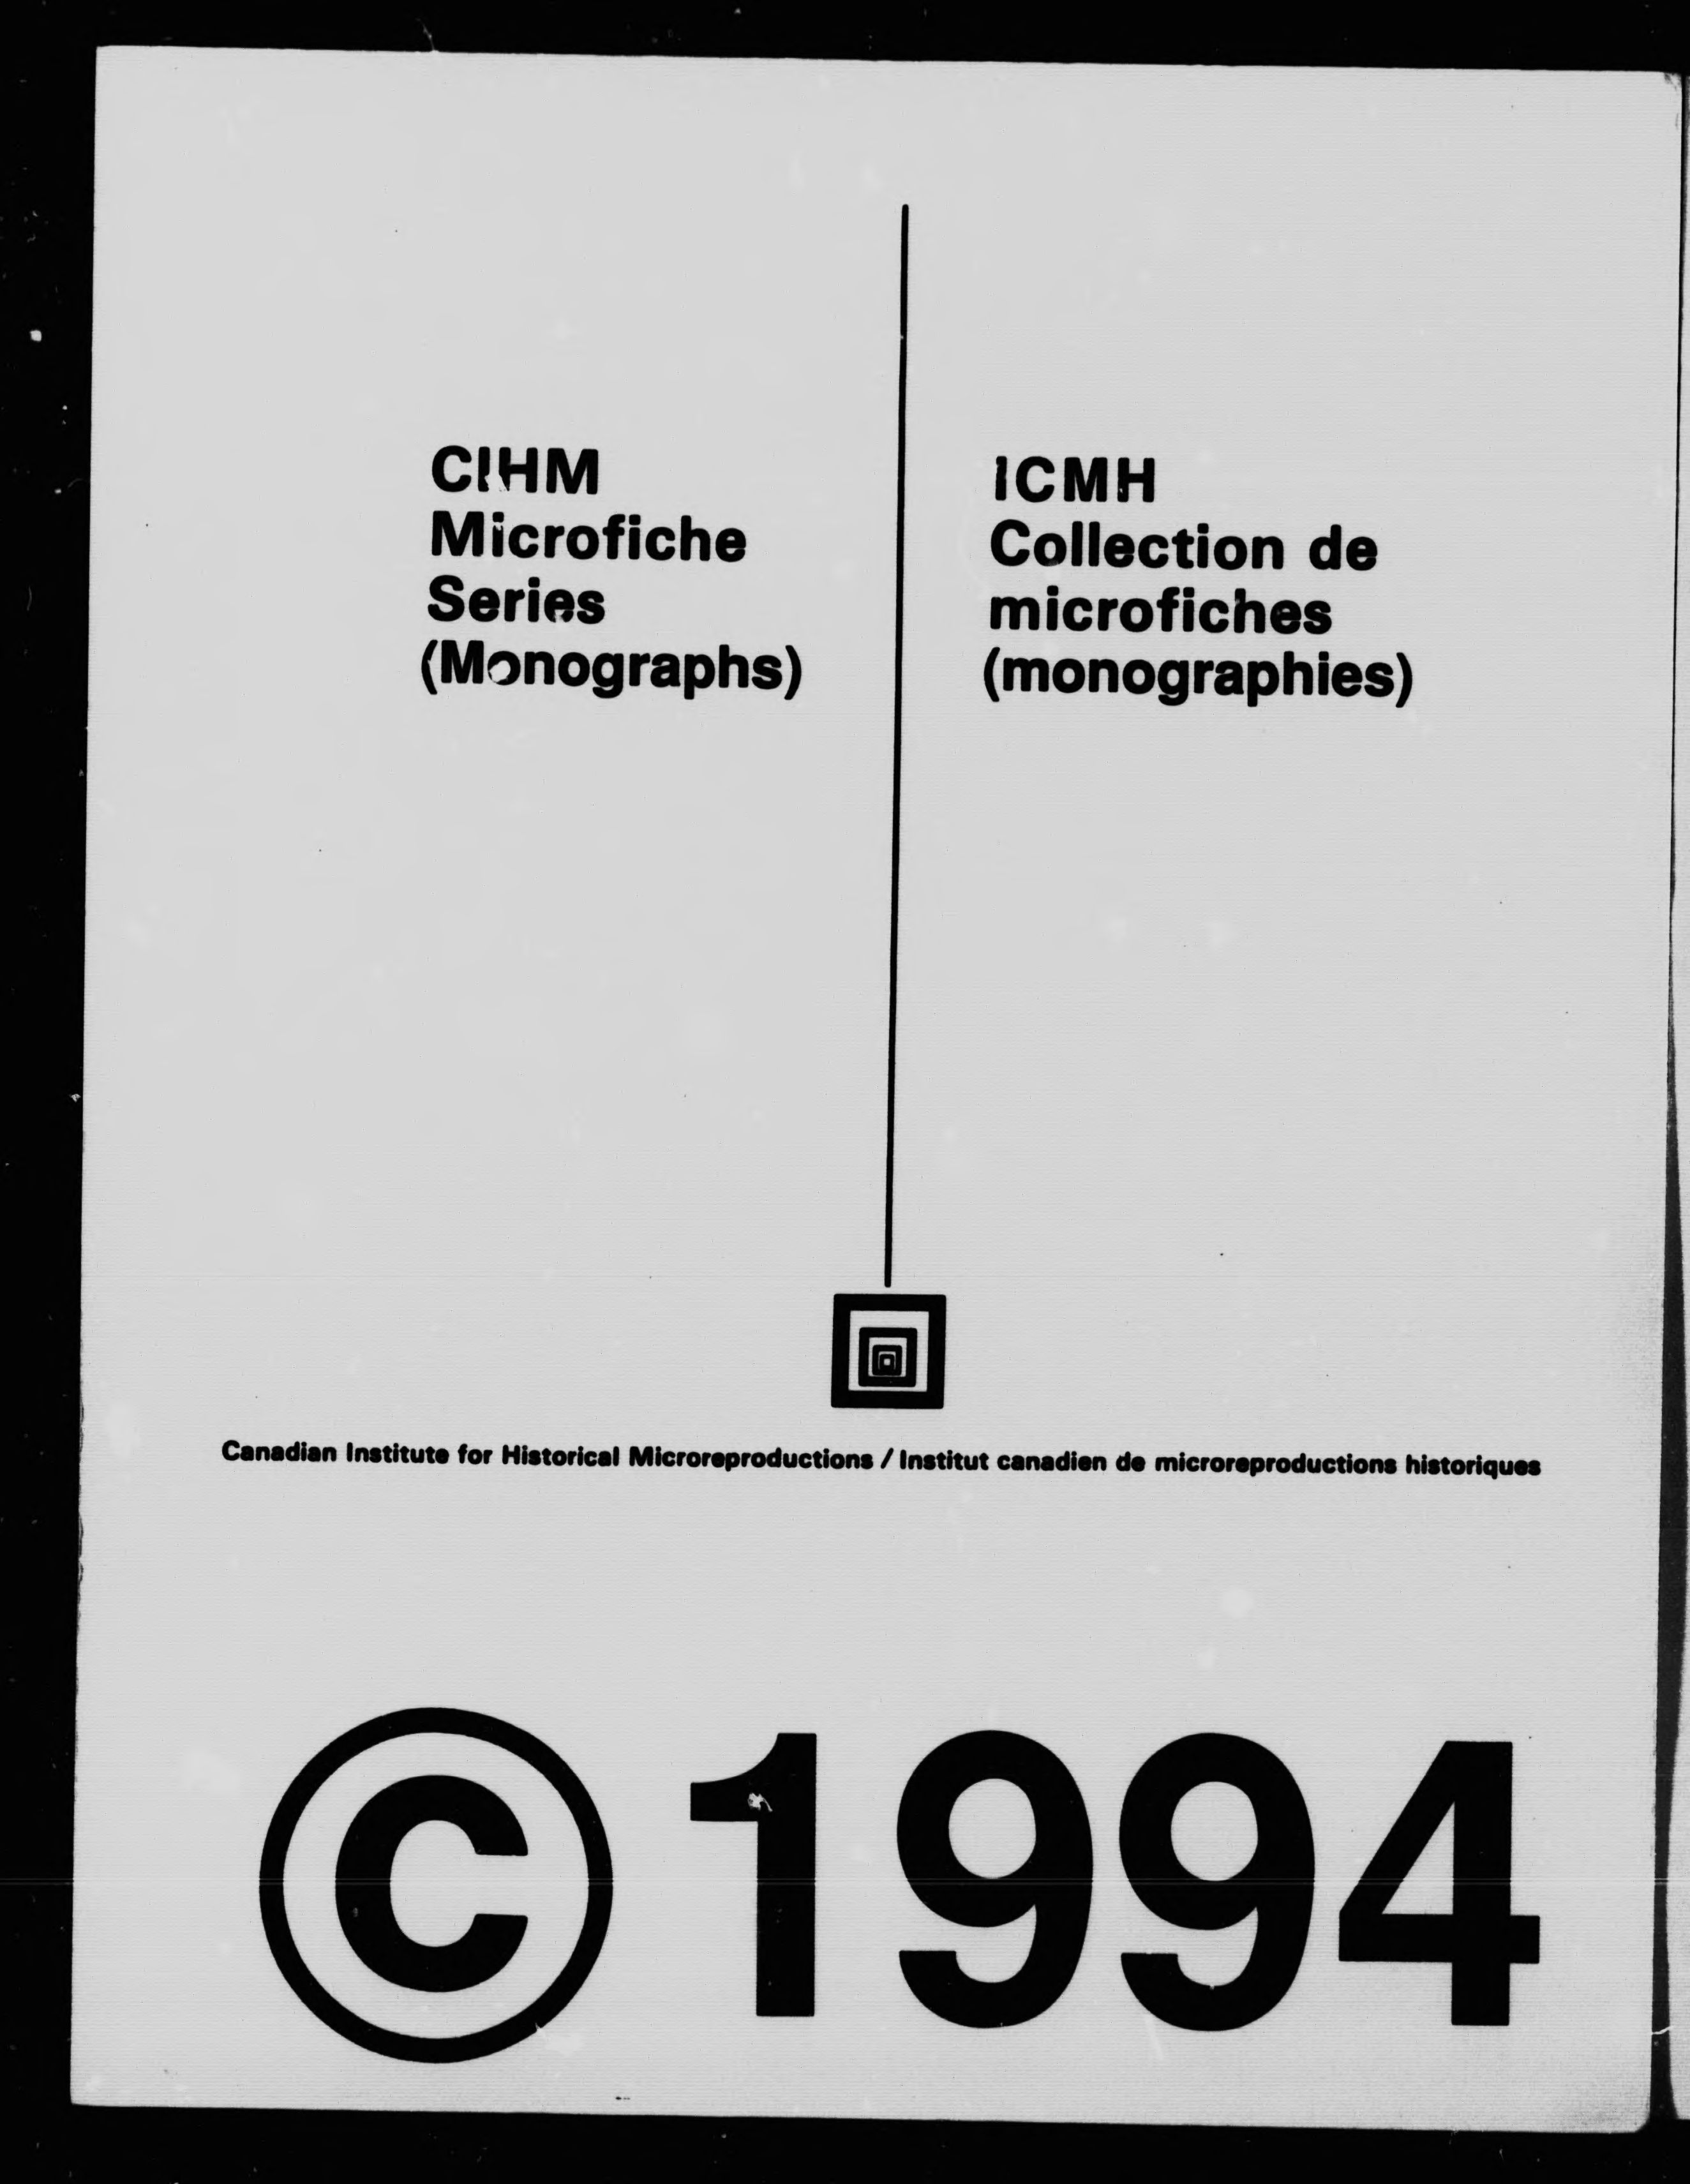 CIHM
Microfiche
Series
(Monographs)
ICMH
Collection de
microfiches
(monographies)
Canadian Institute for Historical Microreproductions / Institut canadien de microreproductions historiques
© 1994